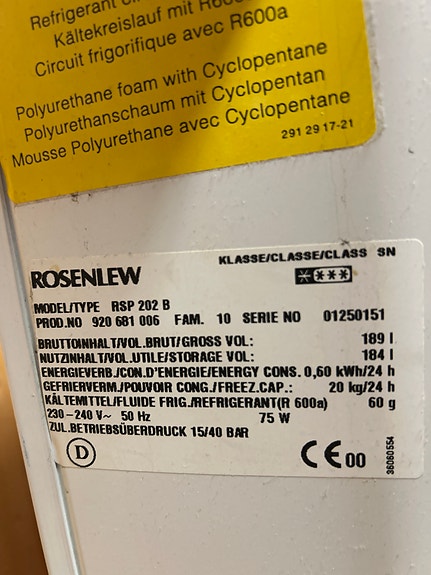 Refrigerant
Kältekreislauf mit R600a
Circuit frigorifique avec R600a
Polyurethane foam with Cyclopentane
Polyurethanschaum mit Cyclopentan
Mousse Polyurethane avec Cyclopentane
291 29 17-21
KLASSE/CLASSE/CLASS SN
ROSENLEW
MODEL/TYPE RSP 202 B
PROD.NO 920 681 006 FAM. 10 SERIE NO 01250151
BRUTTOINHALT/VOL.BRUT/GROSS VOL: 189 l
NUTZINHALT/VOL.UTILE/STORAGE VOL: 184 l
ENERGIEVERB./CON.D'ENERGIE/ENERGY CONS. 0,60 kWh/24 h
GEFRIERVERM./POUVOIR CONG./FREEZ.CAP.: 20 kg/24 h
KÄLTEMITTEL/FLUIDE FRIG./REFRIGERANT(R 600a) 60 g
230-240 V~ 50 Hz 75 W
ZUL.BETRIEBSÜBERDRUCK 15/40 BAR
D
CE 00
36060554